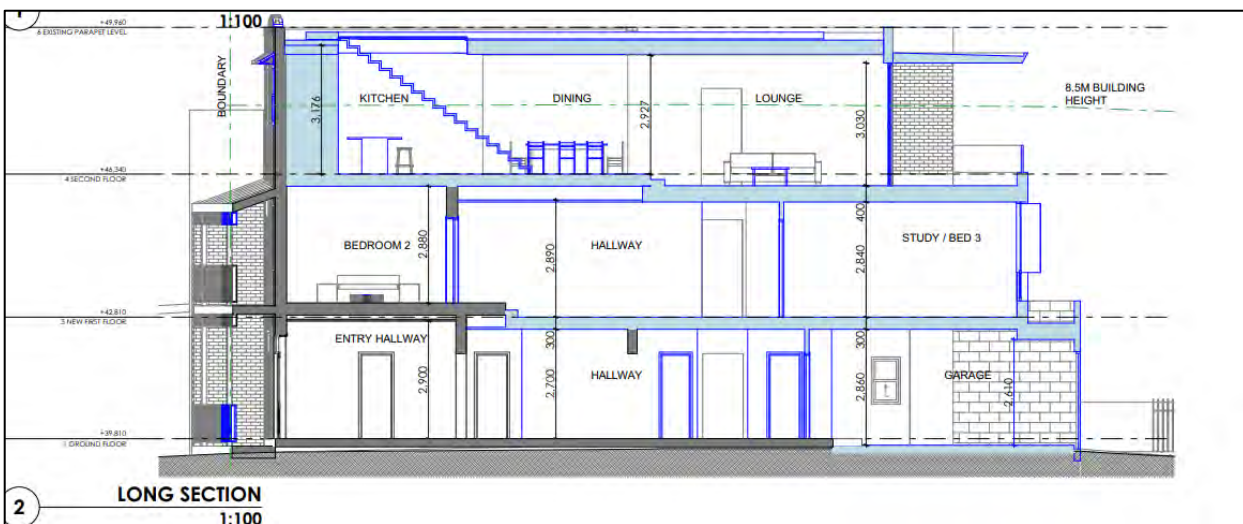 1
1:100
+49.960
6 EXISTING PARAPET LEVEL
BOUNDARY
KITCHEN
DINING
LOUNGE
8.5M BUILDING
HEIGHT
3,176
2,927
3,030
+46.340
4 SECOND FLOOR
BEDROOM 2
2,880
HALLWAY
2,890
400
2,840
STUDY / BED 3
+42.810
3 NEW FIRST FLOOR
ENTRY HALLWAY
2,900
300
2,700
HALLWAY
300
2,860
GARAGE
2,610
+39.810
1 GROUND FLOOR
2
LONG SECTION
1:100